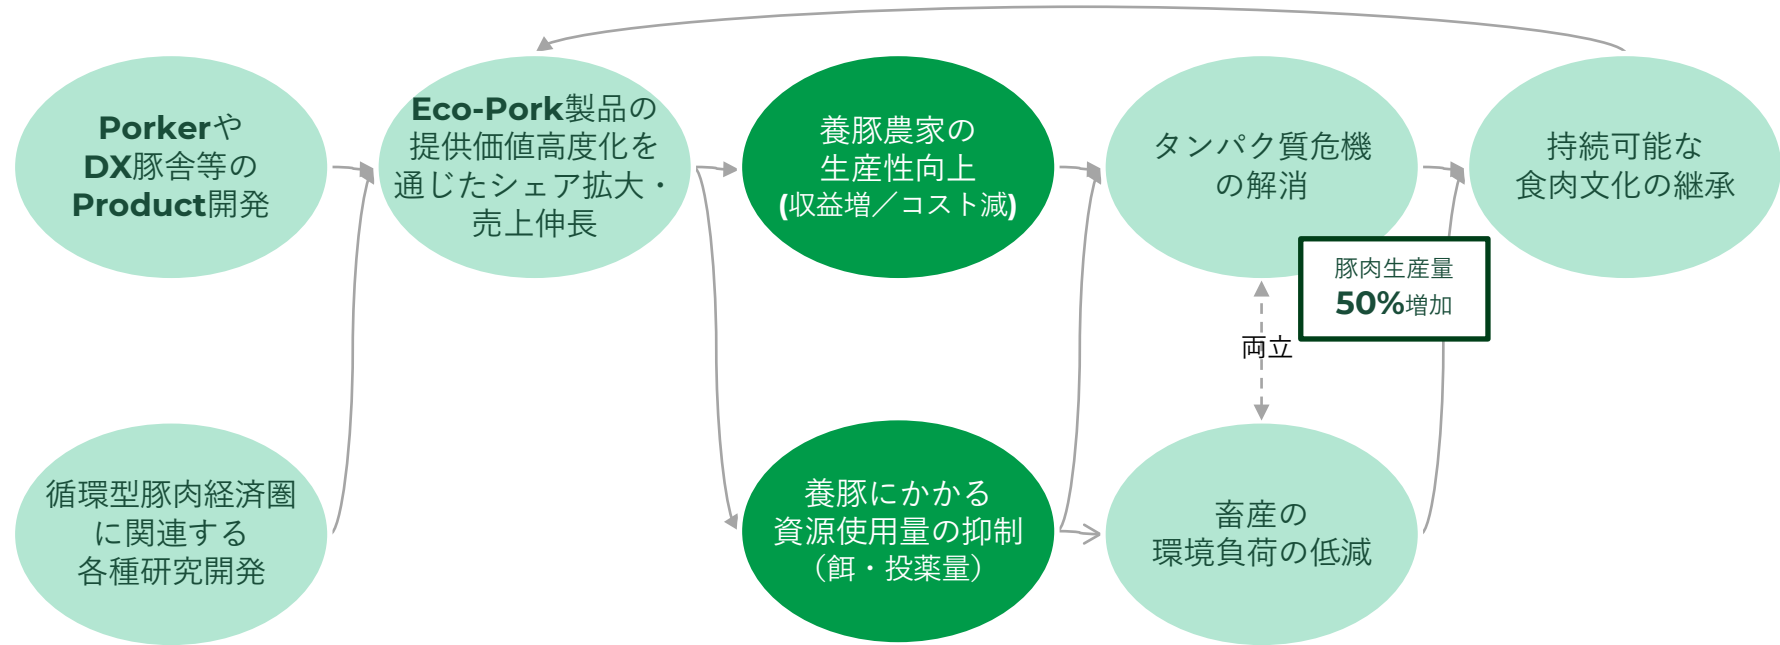 Porkerや
DX豚舎等の
Product開発
Eco-Pork製品の
提供価値高度化を
通じたシェア拡大・
売上伸長
養豚農家の
生産性向上
(収益増／コスト減)
タンパク質危機
の解消
持続可能な
食肉文化の継承
豚肉生産量
50%増加
両立
循環型豚肉経済圏
に関連する
各種研究開発
養豚にかかる
資源使用量の抑制
（餌・投薬量）
畜産の
環境負荷の低減